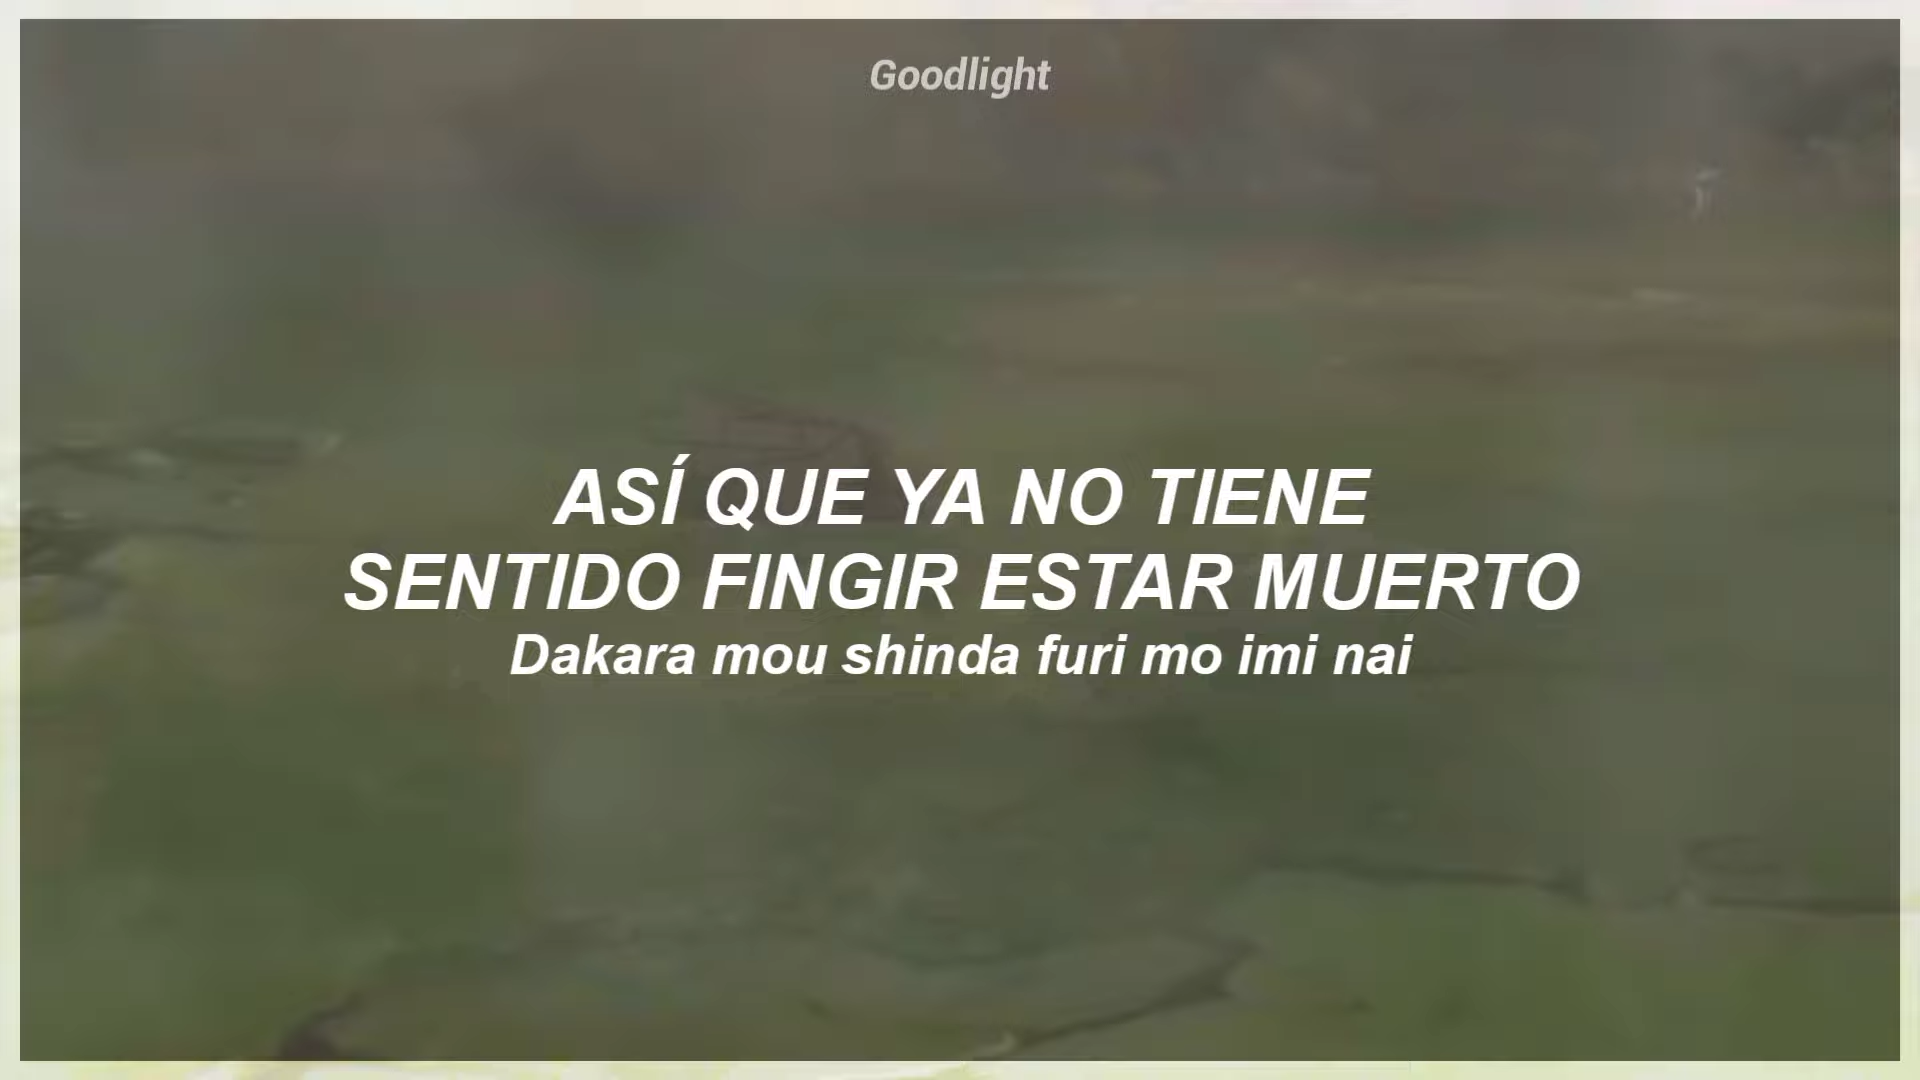 Goodlight
ASÍ QUE YA NO TIENE
SENTIDO FINGIR ESTAR MUERTO
Dakara mou shinda furi mo imi nai